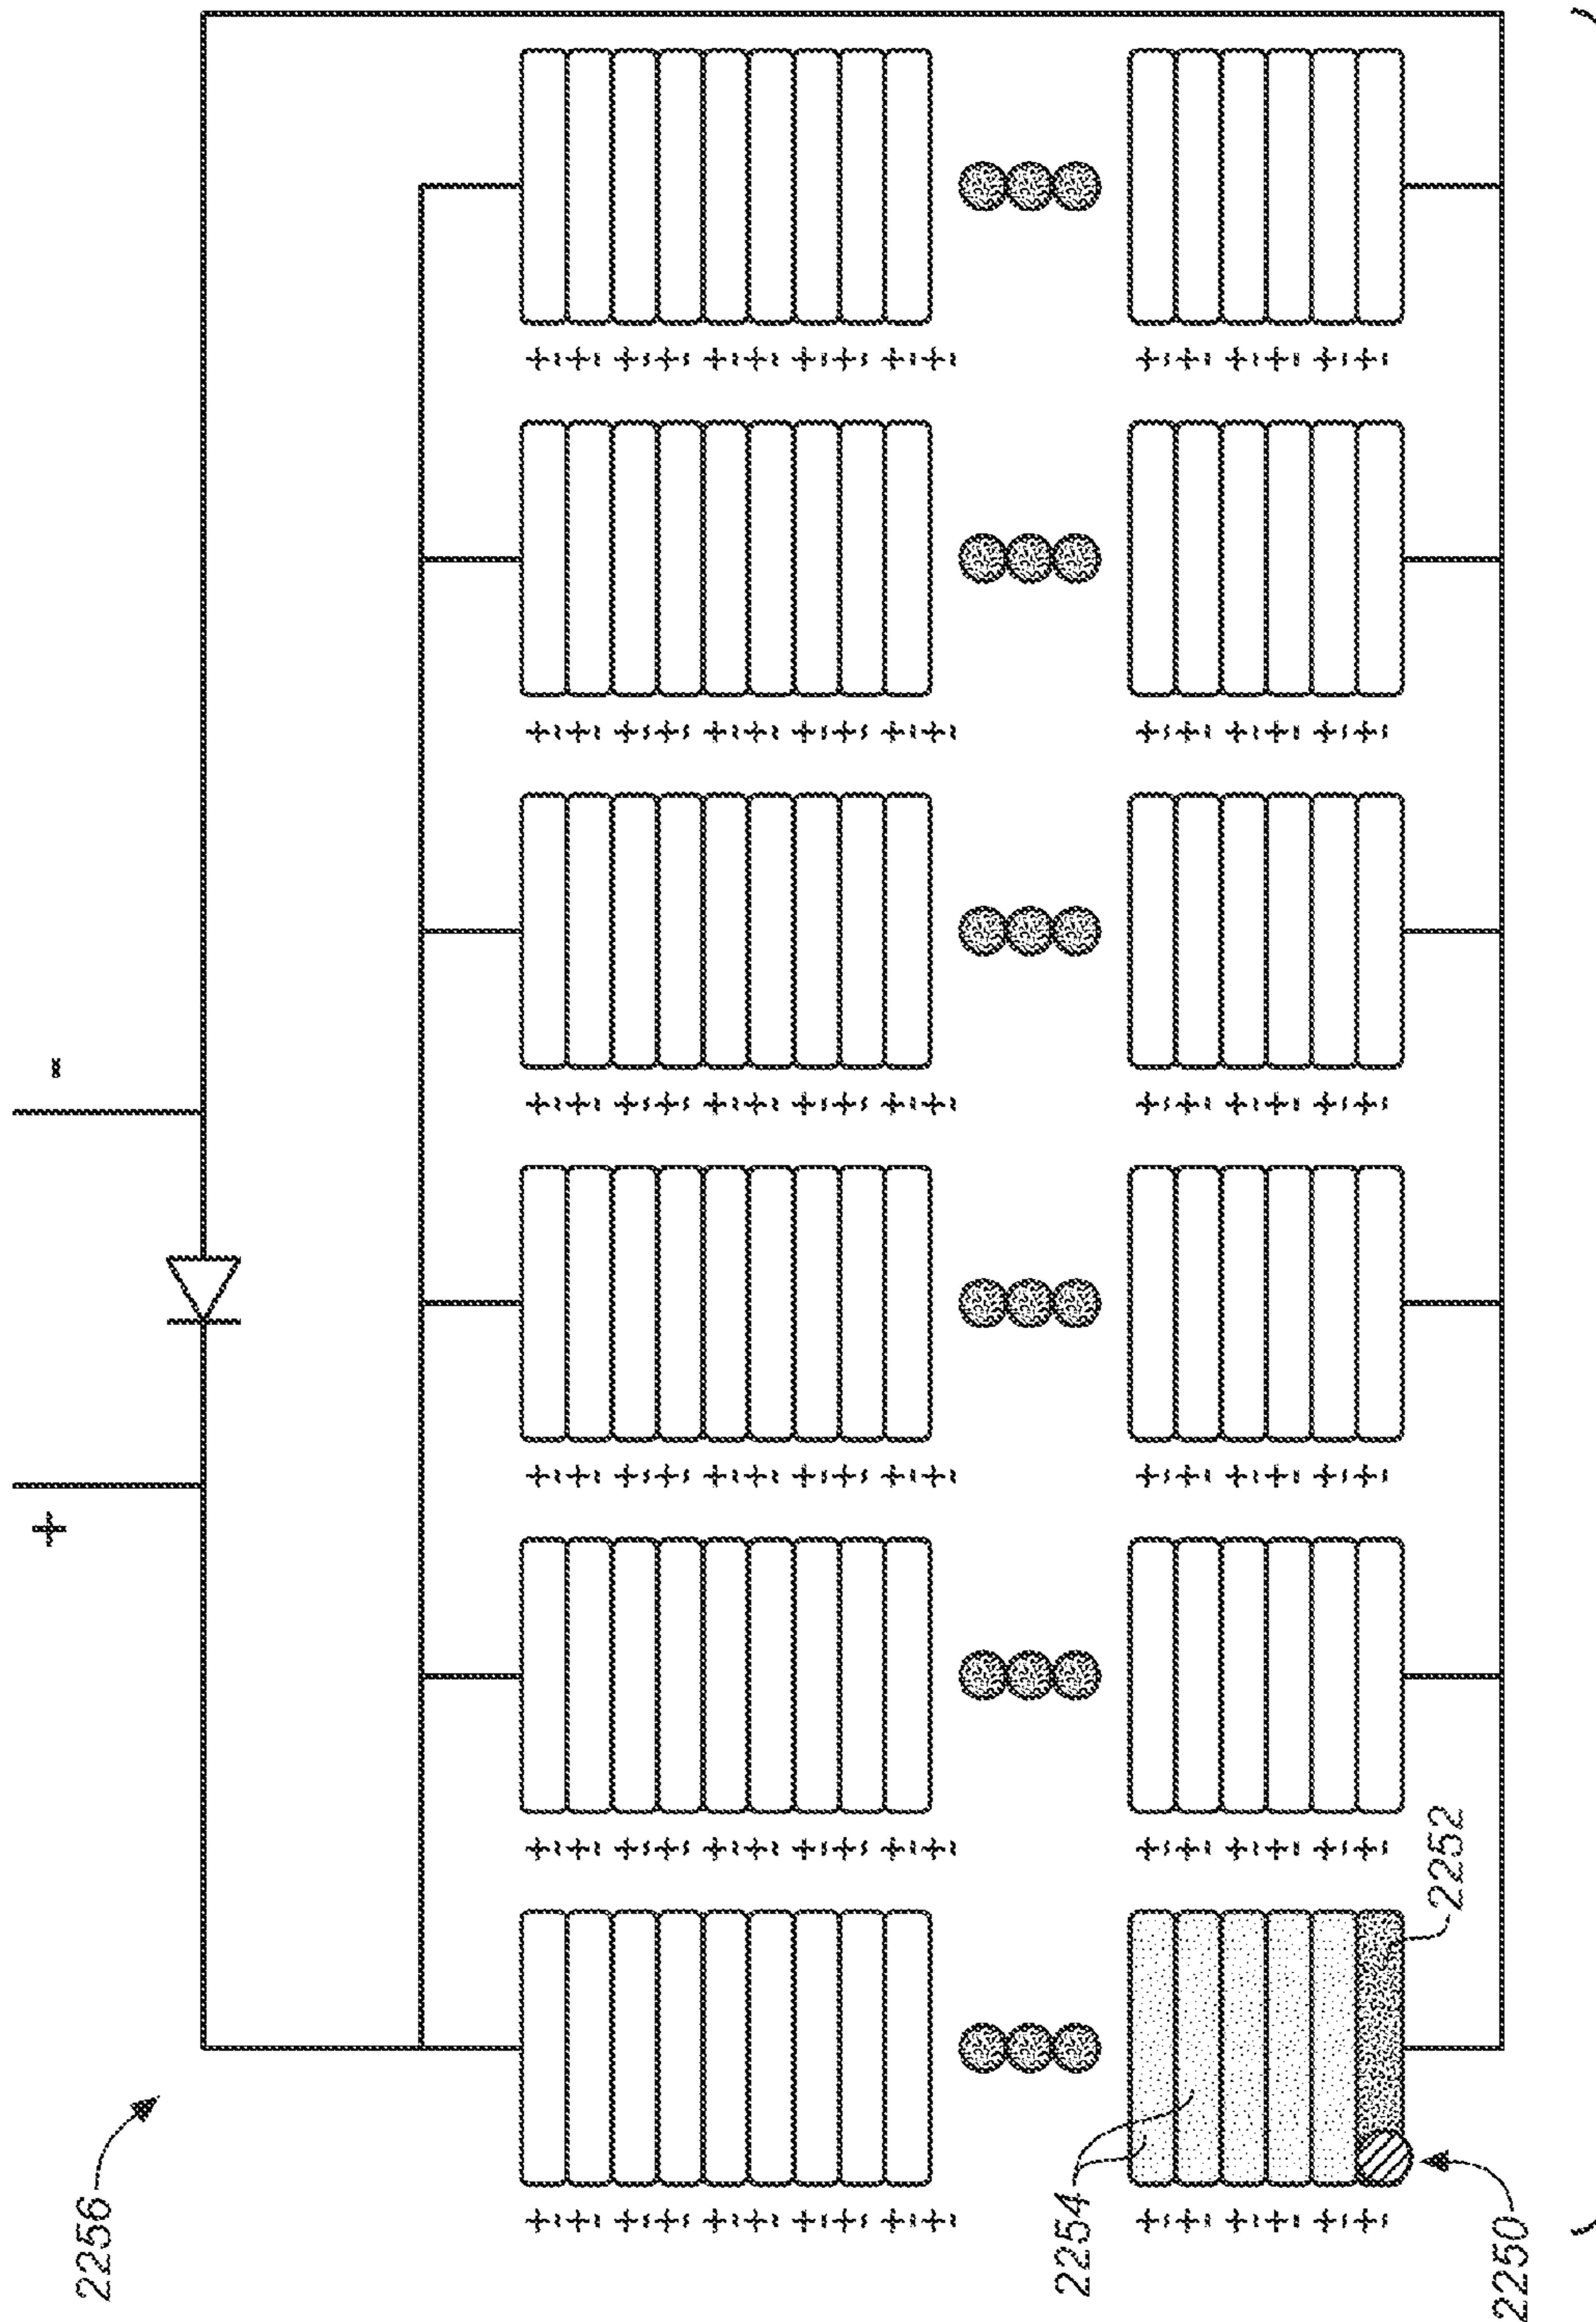 -
+
2256
2252
2254
2250
+- +- +- +- +- +- +- +- +- +-
+- +- +- +- +- +-
+- +- +- +- +- +- +- +- +- +-
+- +- +- +- +- +-
+- +- +- +- +- +- +- +- +- +-
+- +- +- +- +- +-
+- +- +- +- +- +- +- +- +- +-
+- +- +- +- +- +-
+- +- +- +- +- +- +- +- +- +-
+- +- +- +- +- +-
+- +- +- +- +- +- +- +- +- +-
+- +- +- +- +- +-